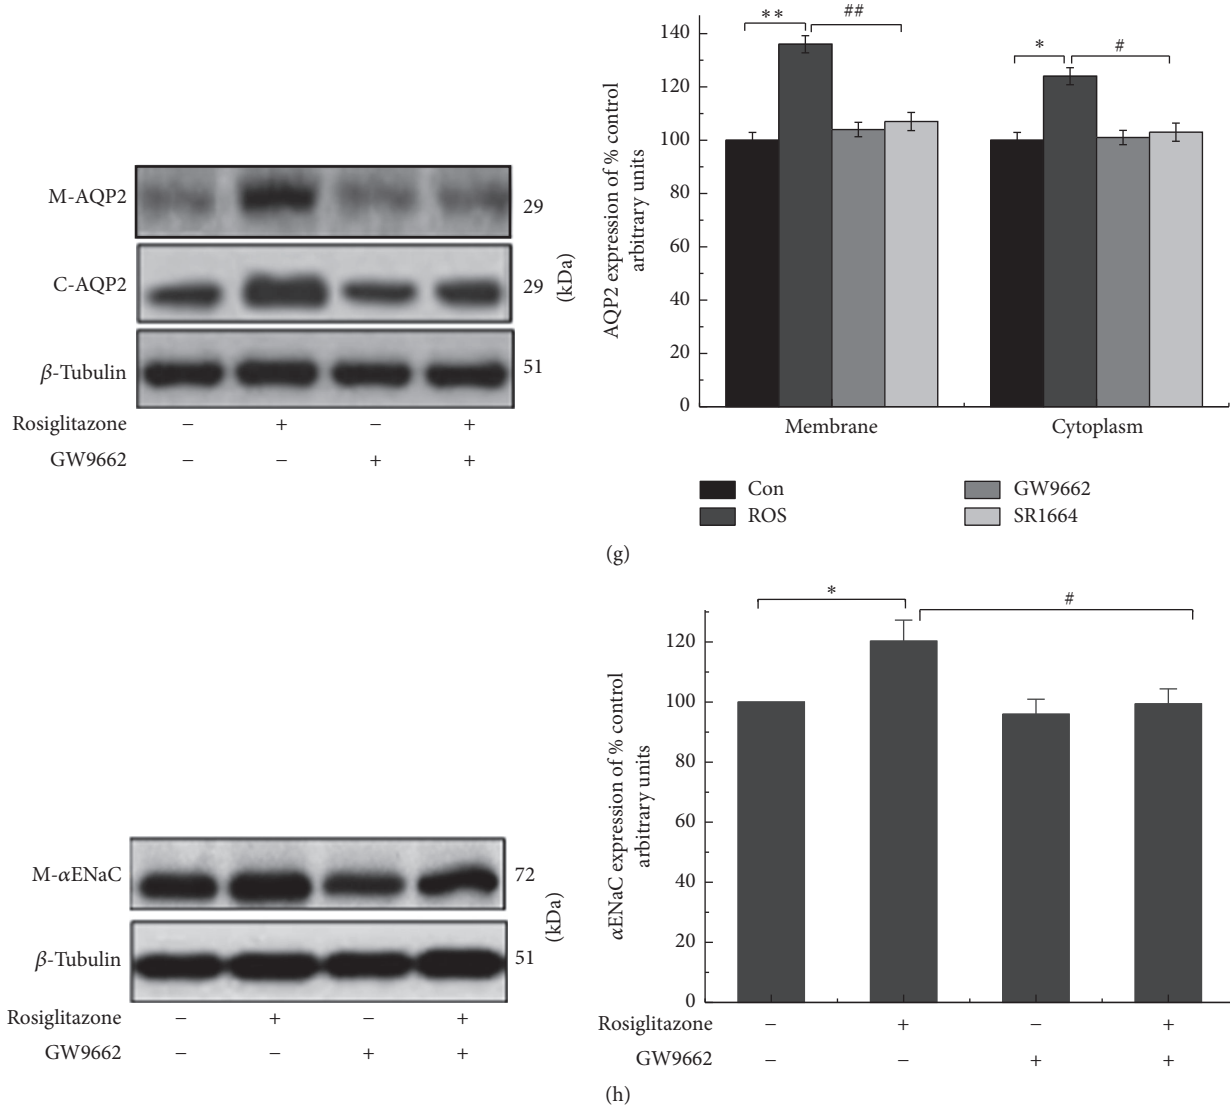 M-AQP2
29
C-AQP2
29
(kDa)
β-Tubulin
51
Rosiglitazone − + − +
GW9662 − − + +
** ##
* #
140
120
100
80
60
40
20
0
AQP2 expression of % control
arbitrary units
Membrane Cytoplasm
Con GW9662
ROS SR1664
(g)
M-αENaC
72
(kDa)
β-Tubulin
51
Rosiglitazone − + − +
GW9662 − − + +
* #
120
100
80
60
40
20
0
αENaC expression of % control
arbitrary units
Rosiglitazone − + − +
GW9662 − − + +
(h)